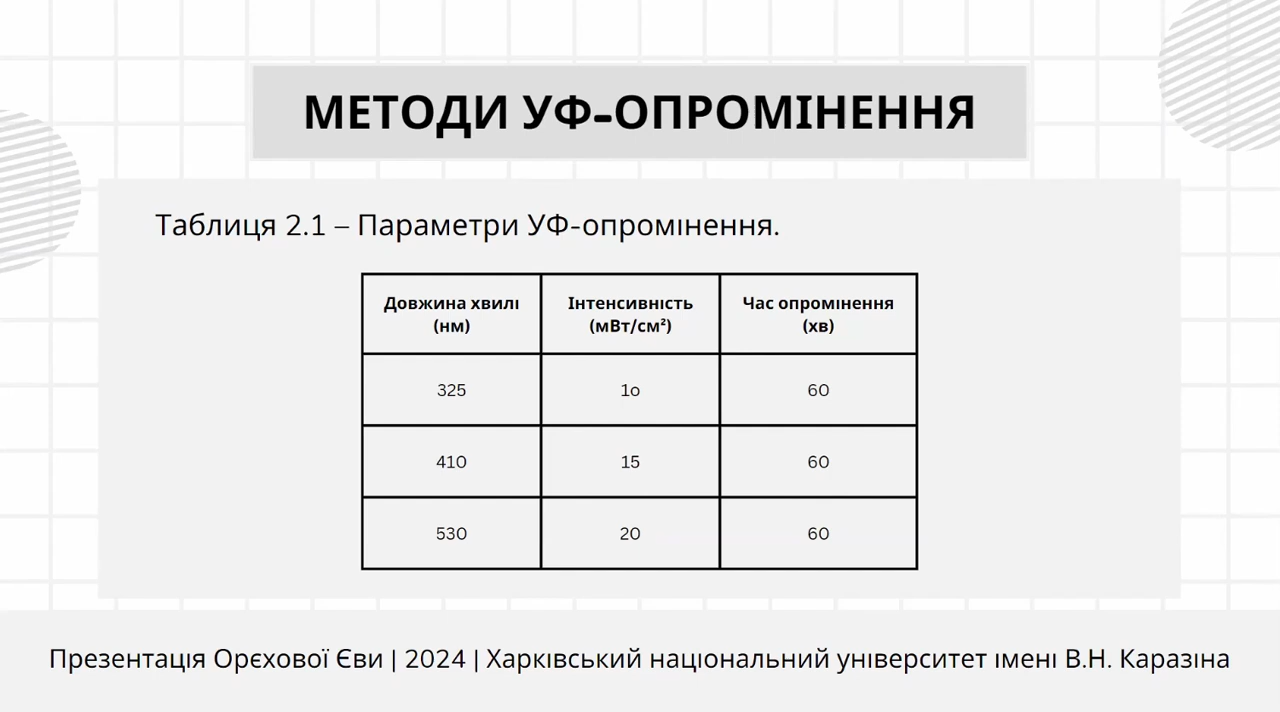 МЕТОДИ УФ-ОПРОМІНЕННЯ
Таблиця 2.1 – Параметри УФ-опромінення.
Довжина хвилі
(нм)
Інтенсивність
(мВт/см²)
Час опромінення
(хв)
325
1о
60
410
15
60
530
20
60
Презентація Орєхової Єви | 2024 | Харківський національний університет імені В.Н. Каразіна